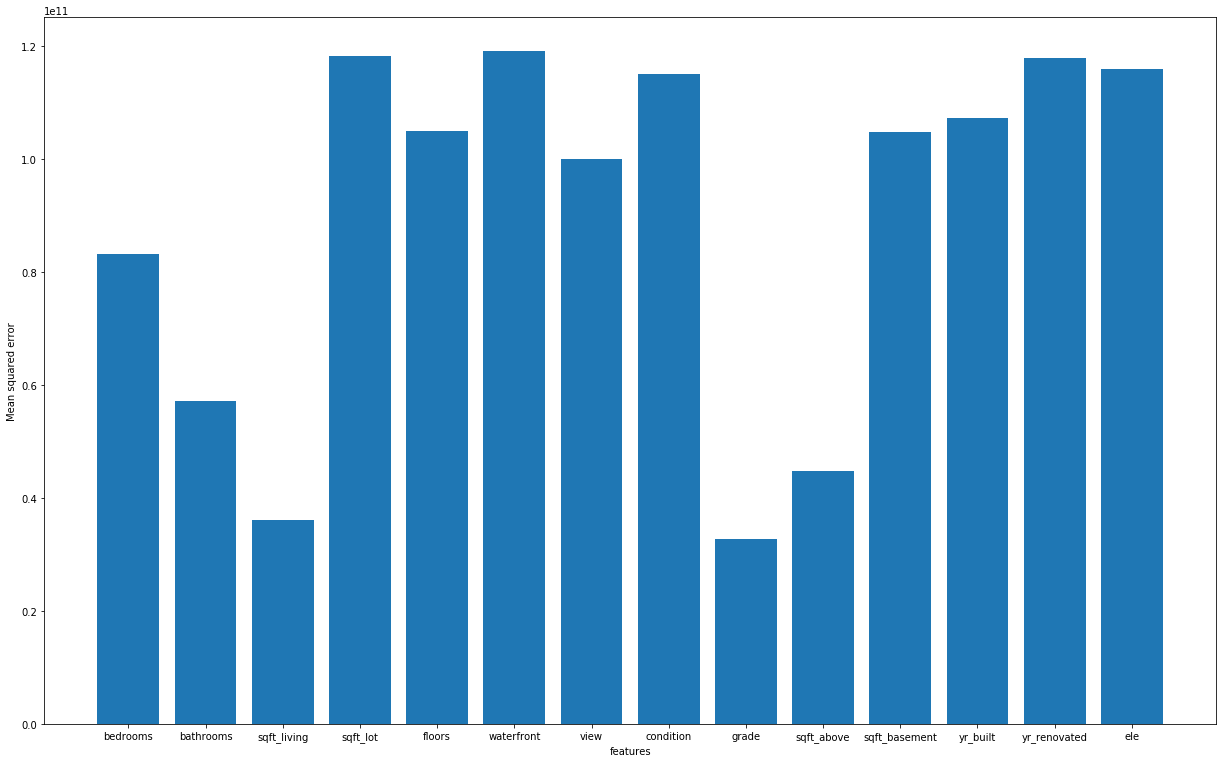 1e11
1.2
1.0
0.8
0.6
0.4
0.2
0.0
Mean squared error
bedrooms bathrooms sqft_living sqft_lot floors waterfront view condition grade sqft_above sqft_basement yr_built yr_renovated ele
features